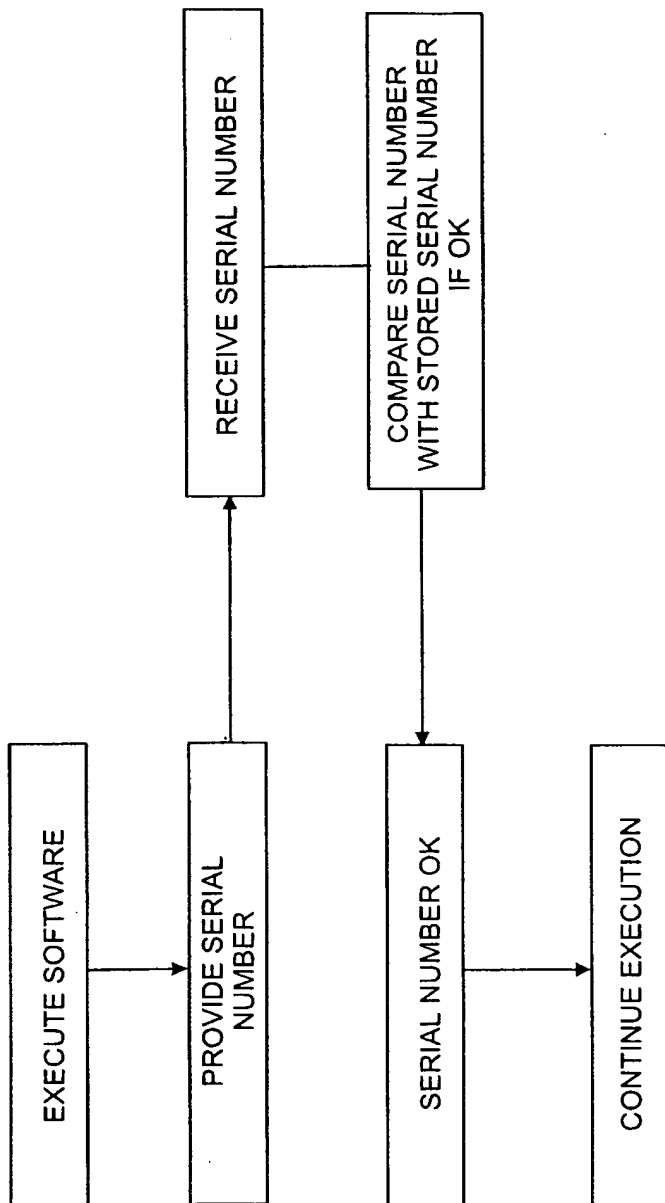 EXECUTE SOFTWARE
PROVIDE SERIAL
NUMBER
RECEIVE SERIAL NUMBER
COMPARE SERIAL NUMBER
WITH STORED SERIAL NUMBER
IF OK
SERIAL NUMBER OK
CONTINUE EXECUTION